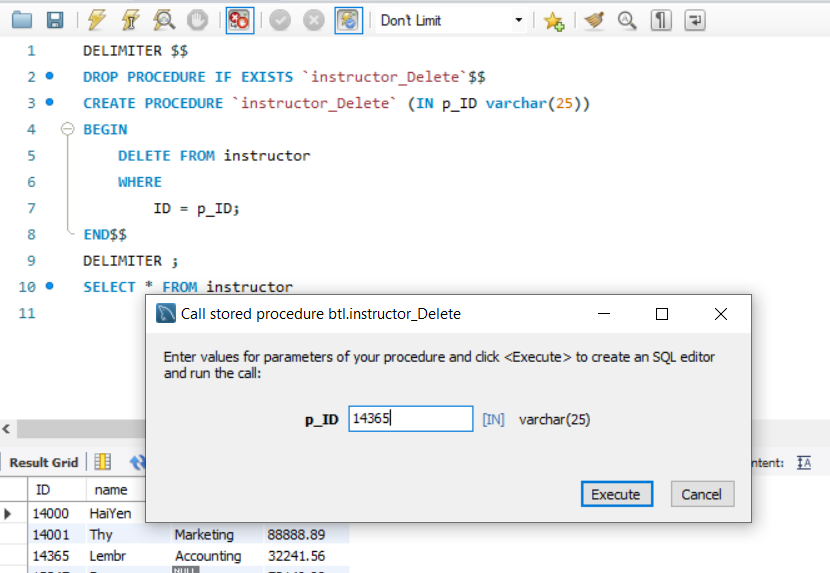 Don't Limit
1 DELIMITER $$
2 DROP PROCEDURE IF EXISTS `instructor_Delete`$$
3 CREATE PROCEDURE `instructor_Delete` (IN p_ID varchar(25))
4 BEGIN
5 DELETE FROM instructor
6 WHERE
7 ID = p_ID;
8 END$$
9 DELIMITER ;
10 SELECT * FROM instructor
11
Call stored procedure btl.instructor_Delete
Enter values for parameters of your procedure and click <Execute> to create an SQL editor
and run the call:
p_ID 14365 [IN] varchar(25)
Execute Cancel
Result Grid ntent:
ID name
14000 HaiYen
14001 Thy Marketing 88888.89
14365 Lembr Accounting 32241.56
NULL